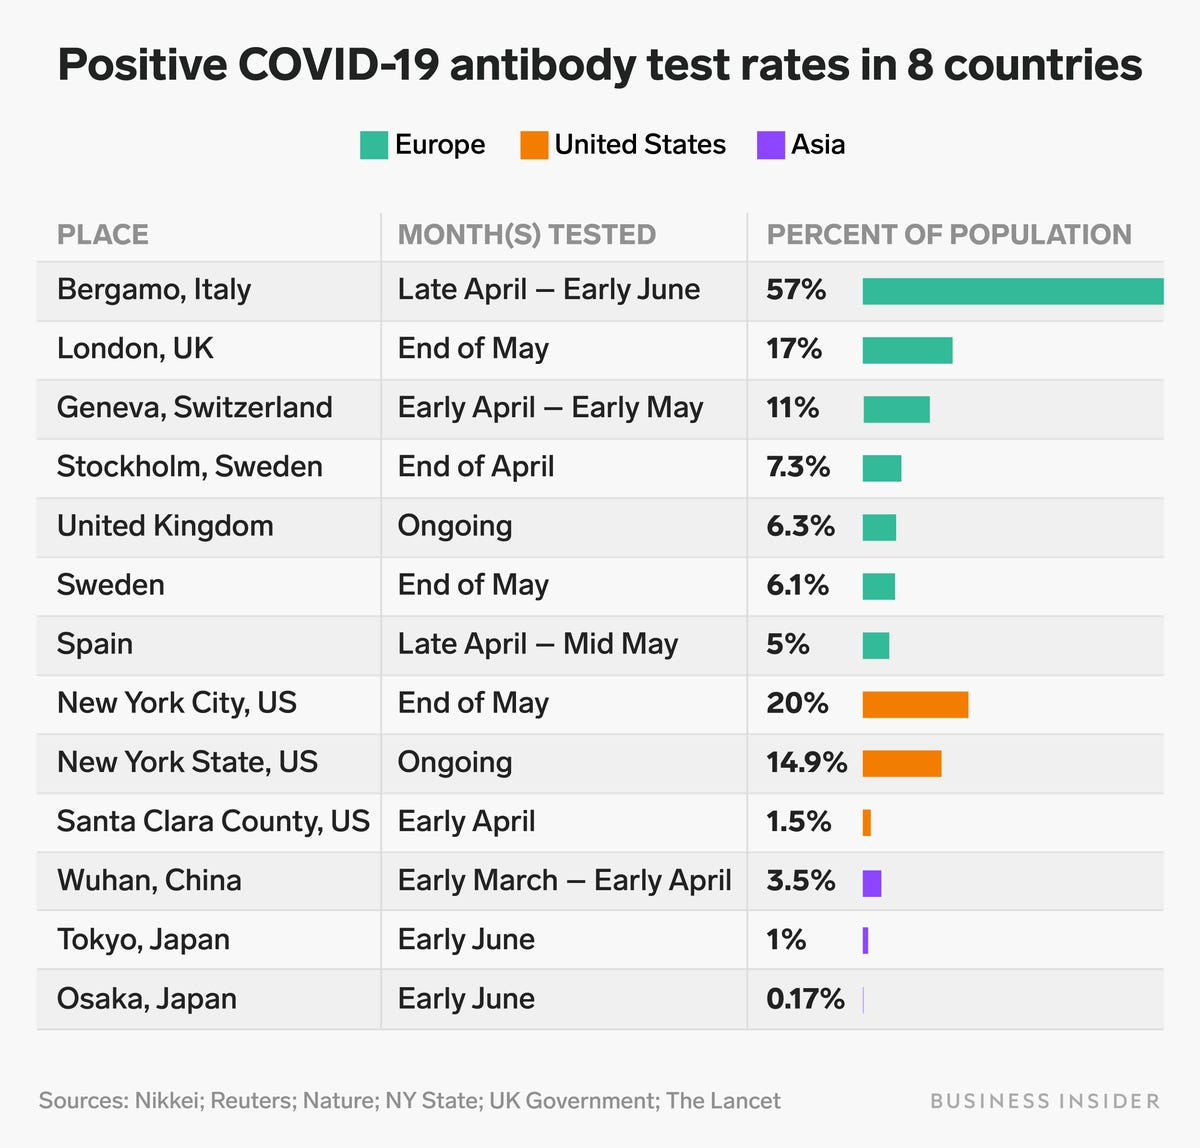 Positive COVID-19 antibody test rates in 8 countries
Europe United States Asia
PLACE MONTH(S) TESTED PERCENT OF POPULATION
Bergamo, Italy Late April – Early June 57%
London, UK End of May 17%
Geneva, Switzerland Early April – Early May 11%
Stockholm, Sweden End of April 7.3%
United Kingdom Ongoing 6.3%
Sweden End of May 6.1%
Spain Late April – Mid May 5%
New York City, US End of May 20%
New York State, US Ongoing 14.9%
Santa Clara County, US Early April 1.5%
Wuhan, China Early March – Early April 3.5%
Tokyo, Japan Early June 1%
Osaka, Japan Early June 0.17%
Sources: Nikkei; Reuters; Nature; NY State; UK Government; The Lancet BUSINESS INSIDER